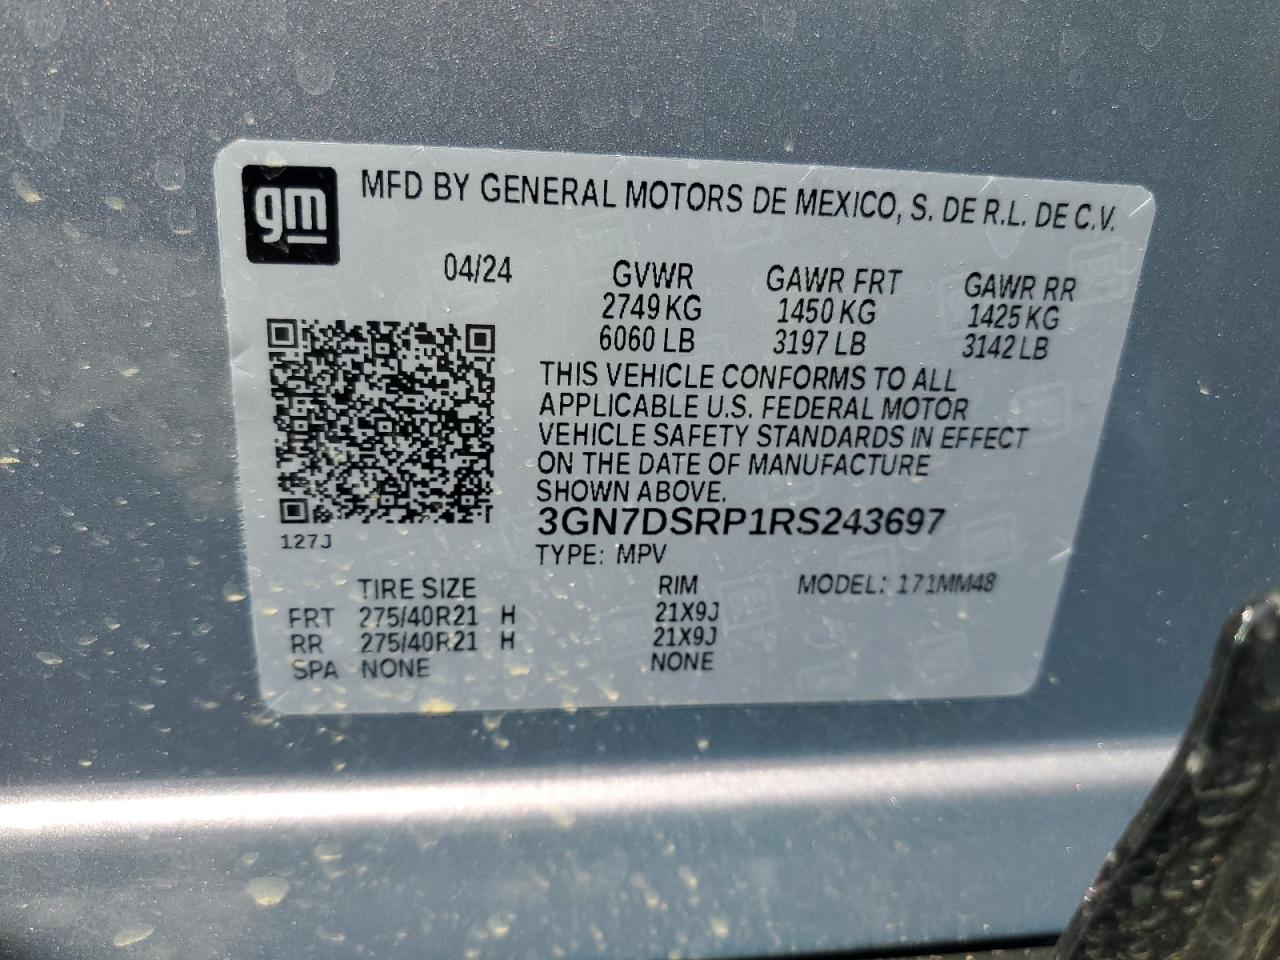 gm
MFD BY GENERAL MOTORS DE MEXICO, S. DE R.L. DE C.V.
04/24 GVWR GAWR FRT GAWR RR
2749 KG 1450 KG 1425 KG
6060 LB 3197 LB 3142 LB
THIS VEHICLE CONFORMS TO ALL
APPLICABLE U.S. FEDERAL MOTOR
VEHICLE SAFETY STANDARDS IN EFFECT
ON THE DATE OF MANUFACTURE
SHOWN ABOVE.
3GN7DSRP1RS243697
127J
TYPE: MPV
TIRE SIZE RIM MODEL: 171MM48
FRT 275/40R21 H 21X9J
RR 275/40R21 H 21X9J
SPA NONE NONE